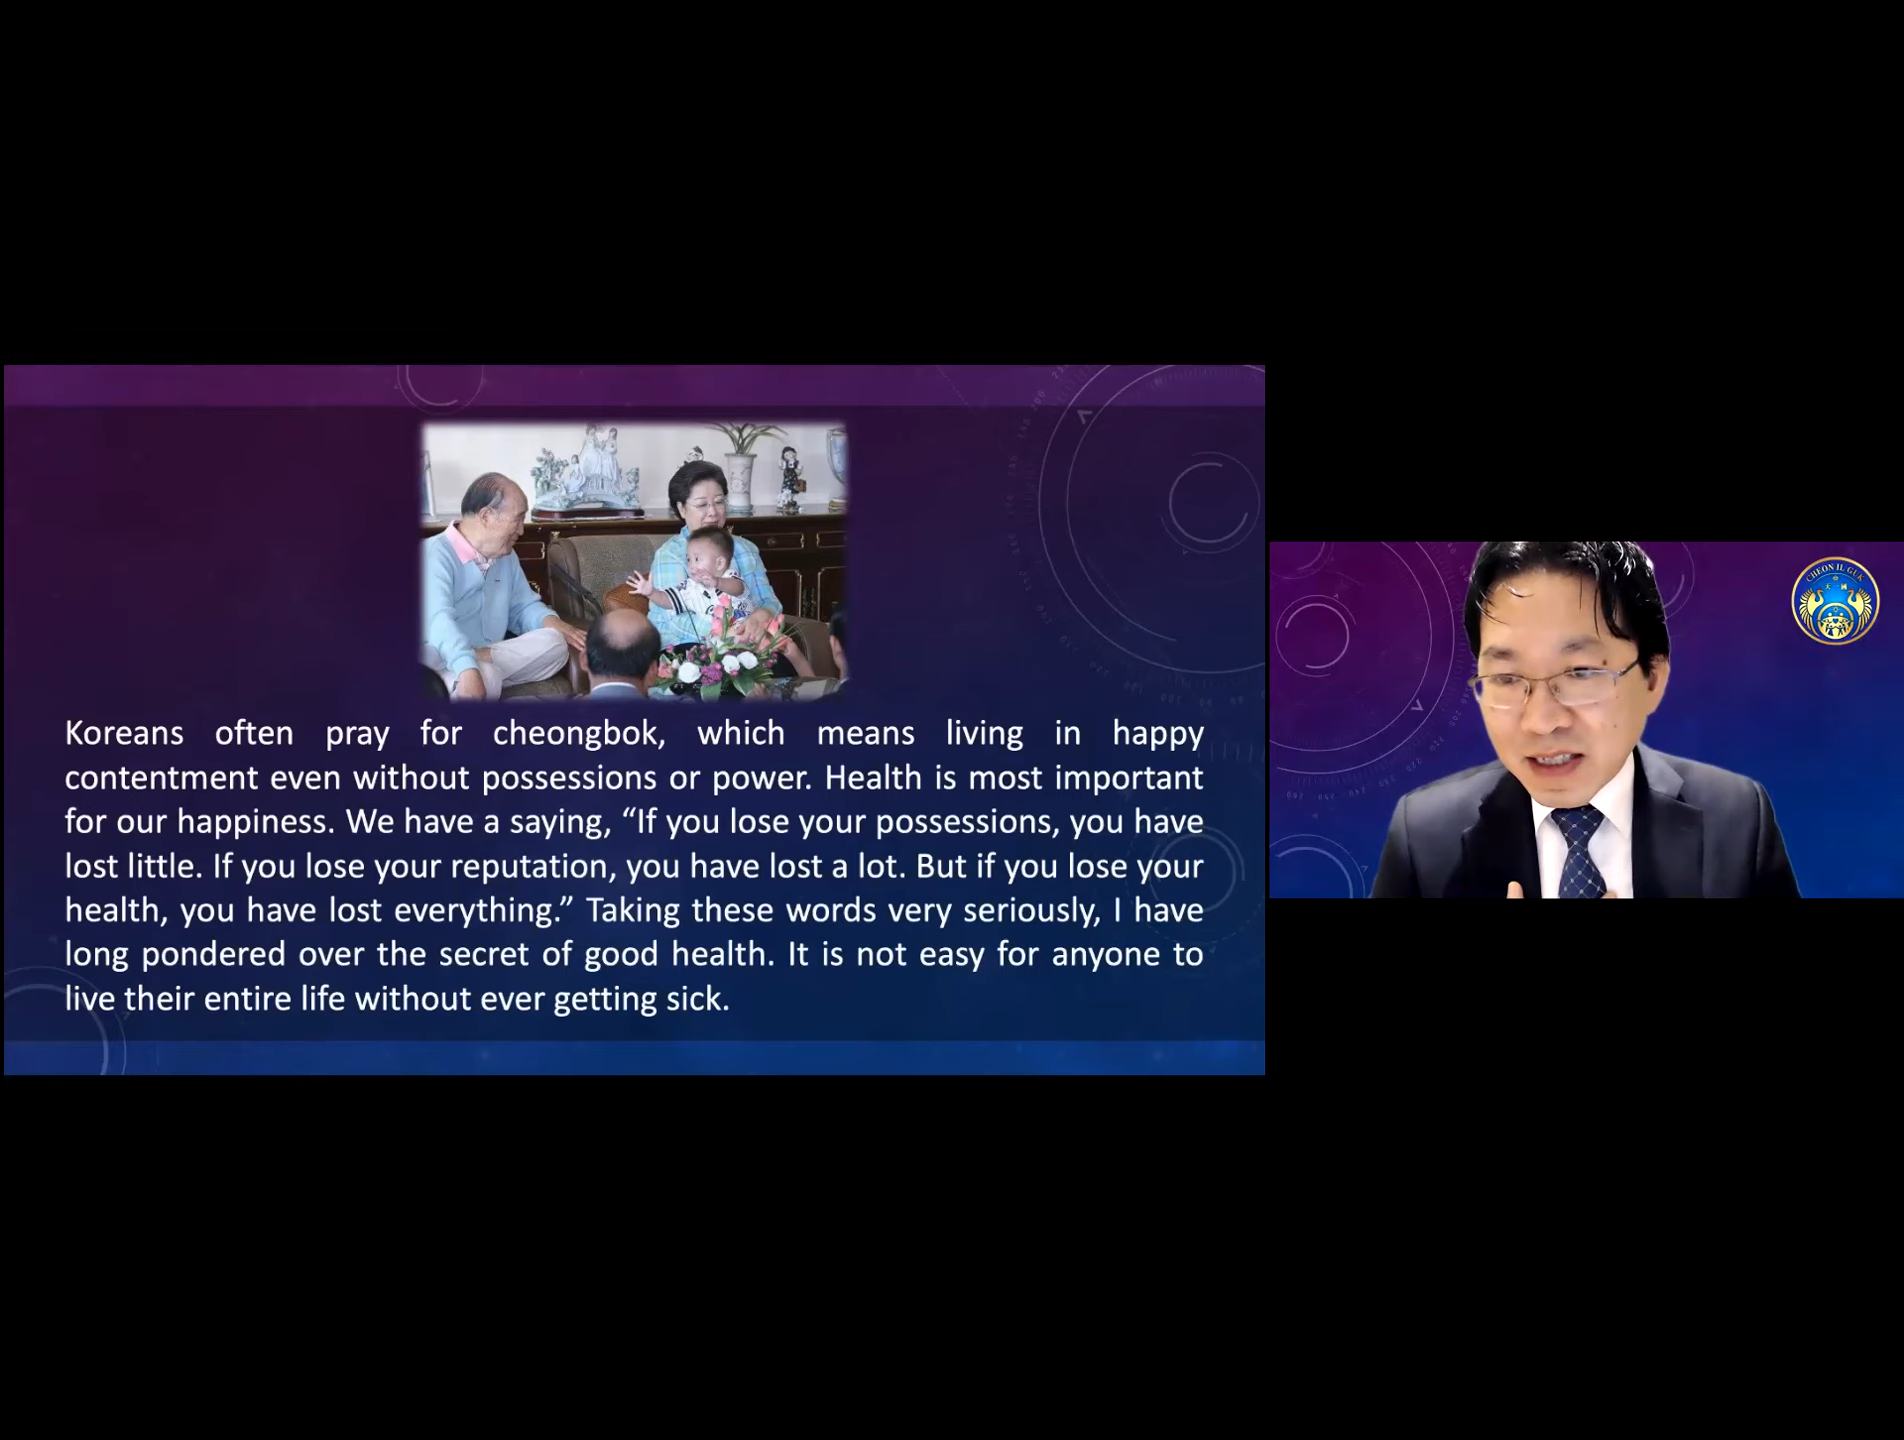 Koreans often pray for cheongbok, which means living in happy
contentment even without possessions or power. Health is most important
for our happiness. We have a saying, “If you lose your possessions, you have
lost little. If you lose your reputation, you have lost a lot. But if you lose your
health, you have lost everything.” Taking these words very seriously, I have
long pondered over the secret of good health. It is not easy for anyone to
live their entire life without ever getting sick.
CHEON IL GUK